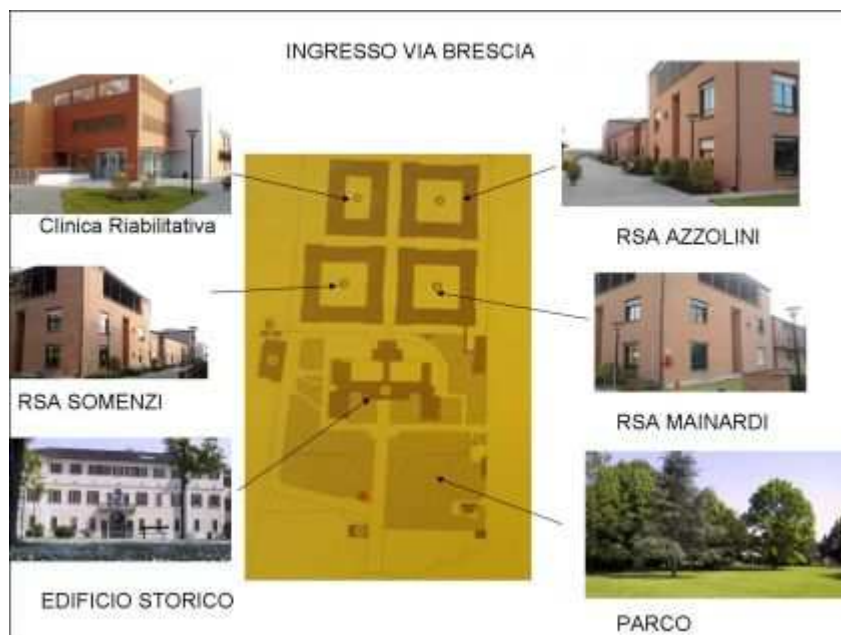 INGRESSO VIA BRESCIA
Clinica Riabilitativa
RSA AZZOLINI
RSA SOMENZI
RSA MAINARDI
EDIFICIO STORICO
PARCO